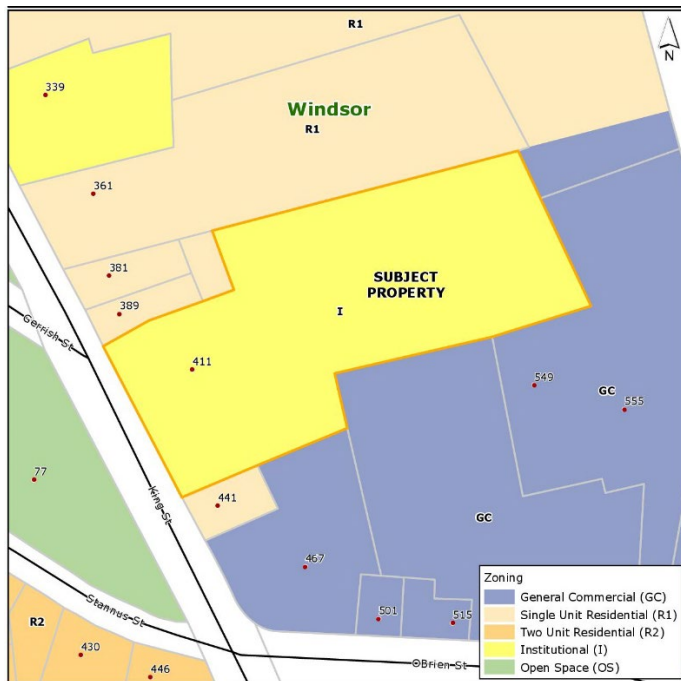 R1
N
339
Windsor
R1
361
381
SUBJECT
PROPERTY
389
I
Gerrish St
411
549
GC
555
77
441
King St
GC
467
Zoning
General Commercial (GC)
Single Unit Residential (R1)
Two Unit Residential (R2)
Institutional (I)
Open Space (OS)
501
515
Stannus St
R2
430
446
OBrien St